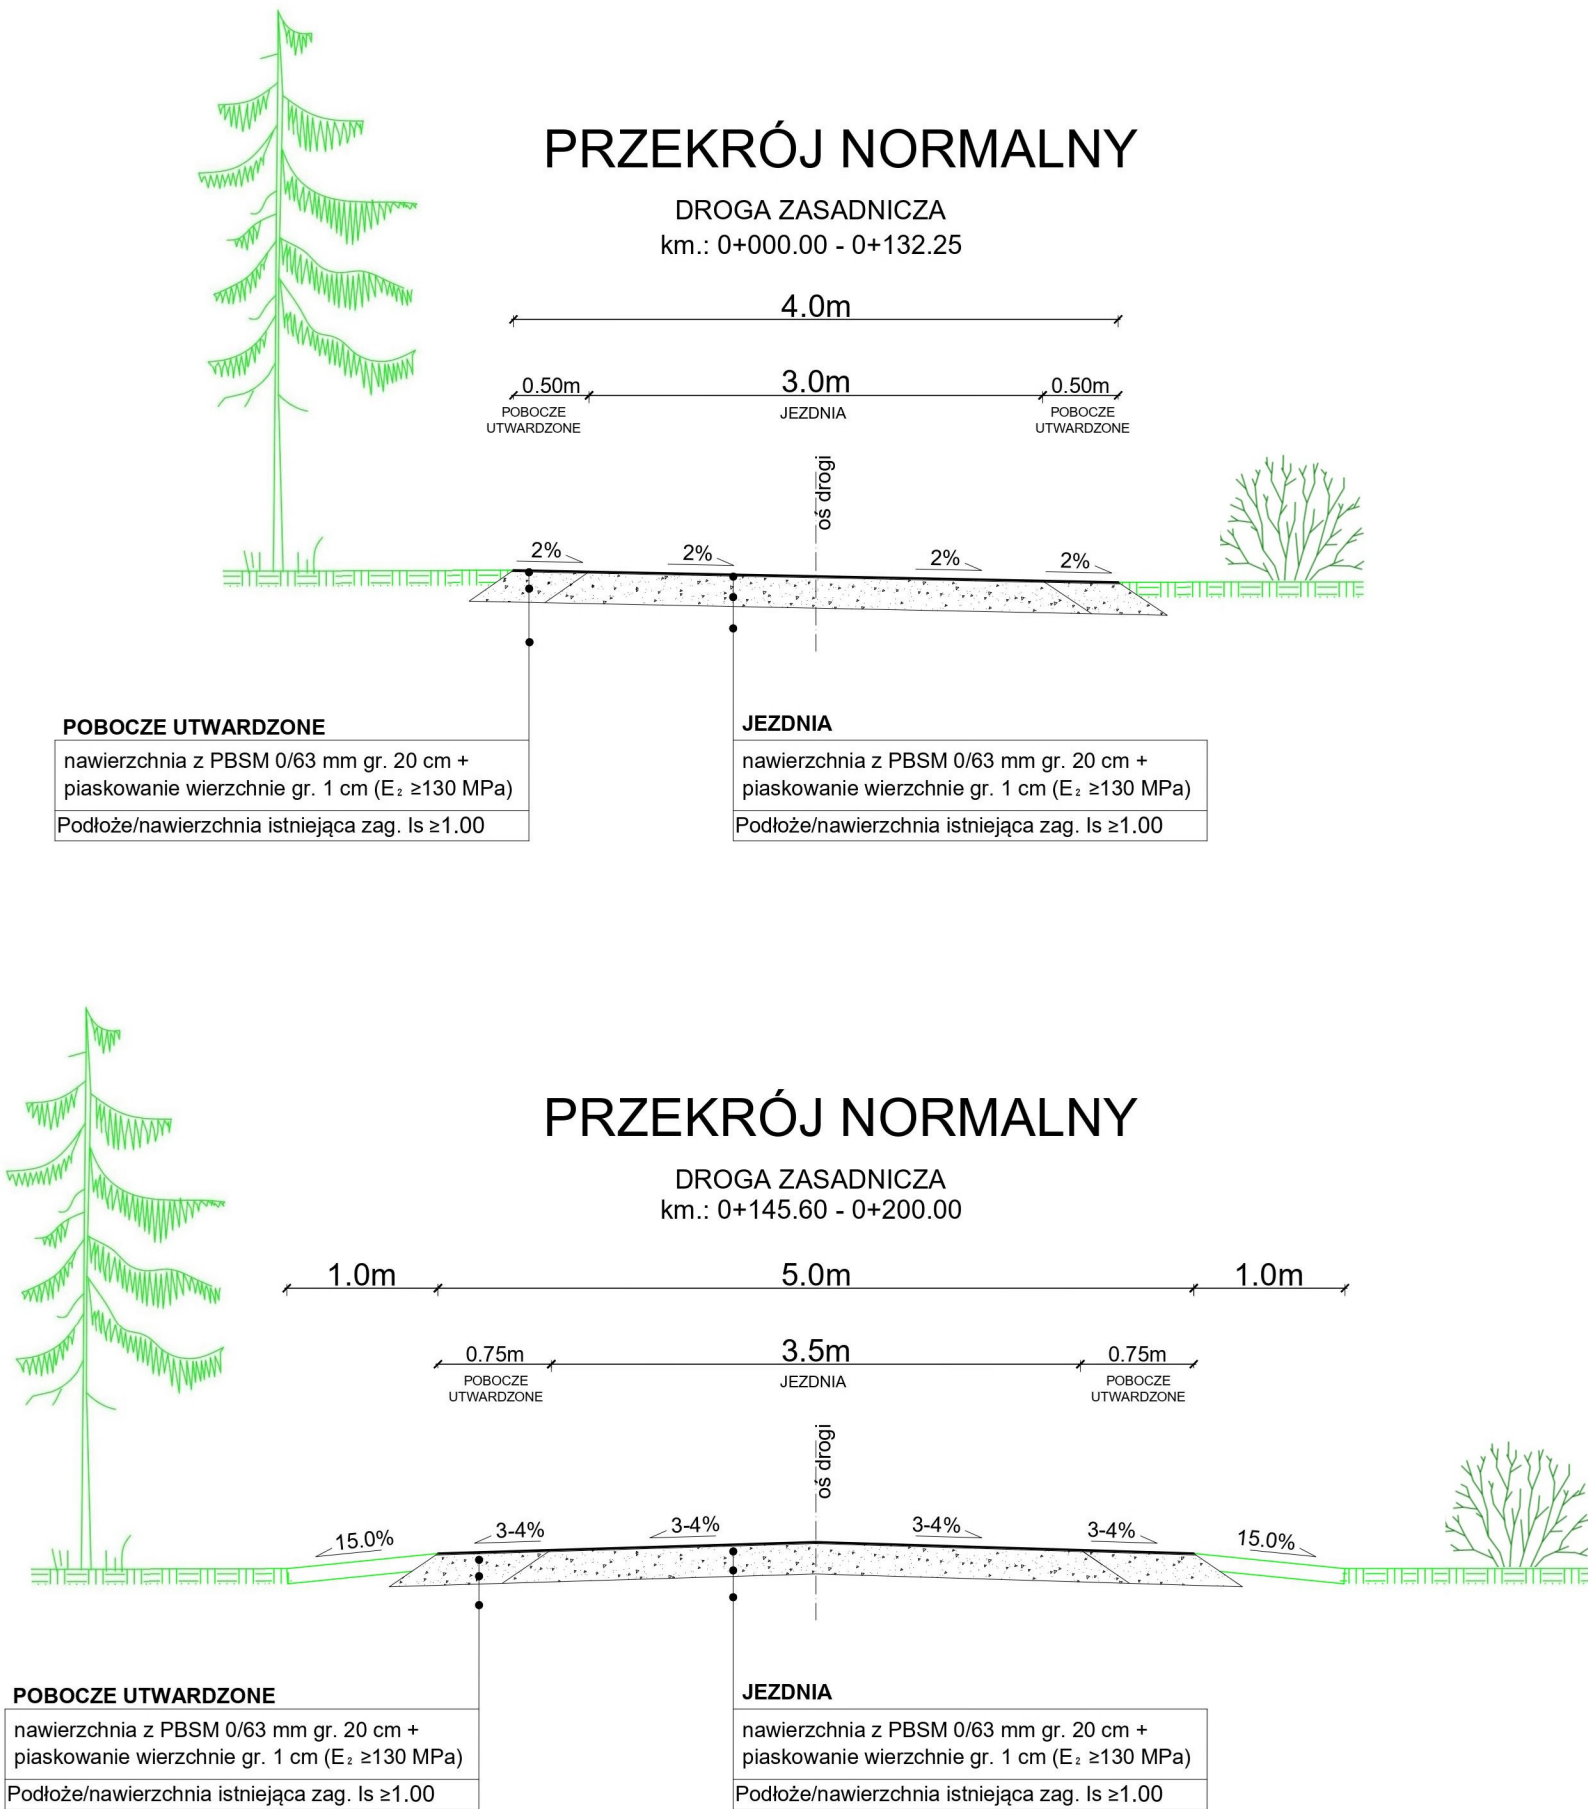 PRZEKRÓJ NORMALNY
DROGA ZASADNICZA
km.: 0+000.00 - 0+132.25
4.0m
0.50m 3.0m 0.50m
POBOCZE JEZDNIA POBOCZE
UTWARDZONE UTWARDZONE
oś drogi
2% 2% 2% 2%
POBOCZE UTWARDZONE
nawierzchnia z PBSM 0/63 mm gr. 20 cm +
piaskowanie wierzchnie gr. 1 cm (E₂ ≥130 MPa)
Podłoże/nawierzchnia istniejąca zag. Is ≥1.00
JEZDNIA
nawierzchnia z PBSM 0/63 mm gr. 20 cm +
piaskowanie wierzchnie gr. 1 cm (E₂ ≥130 MPa)
Podłoże/nawierzchnia istniejąca zag. Is ≥1.00
PRZEKRÓJ NORMALNY
DROGA ZASADNICZA
km.: 0+145.60 - 0+200.00
1.0m 5.0m 1.0m
0.75m 3.5m 0.75m
POBOCZE JEZDNIA POBOCZE
UTWARDZONE UTWARDZONE
oś drogi
15.0% 3-4% 3-4% 3-4% 3-4% 15.0%
POBOCZE UTWARDZONE
nawierzchnia z PBSM 0/63 mm gr. 20 cm +
piaskowanie wierzchnie gr. 1 cm (E₂ ≥130 MPa)
Podłoże/nawierzchnia istniejąca zag. Is ≥1.00
JEZDNIA
nawierzchnia z PBSM 0/63 mm gr. 20 cm +
piaskowanie wierzchnie gr. 1 cm (E₂ ≥130 MPa)
Podłoże/nawierzchnia istniejąca zag. Is ≥1.00